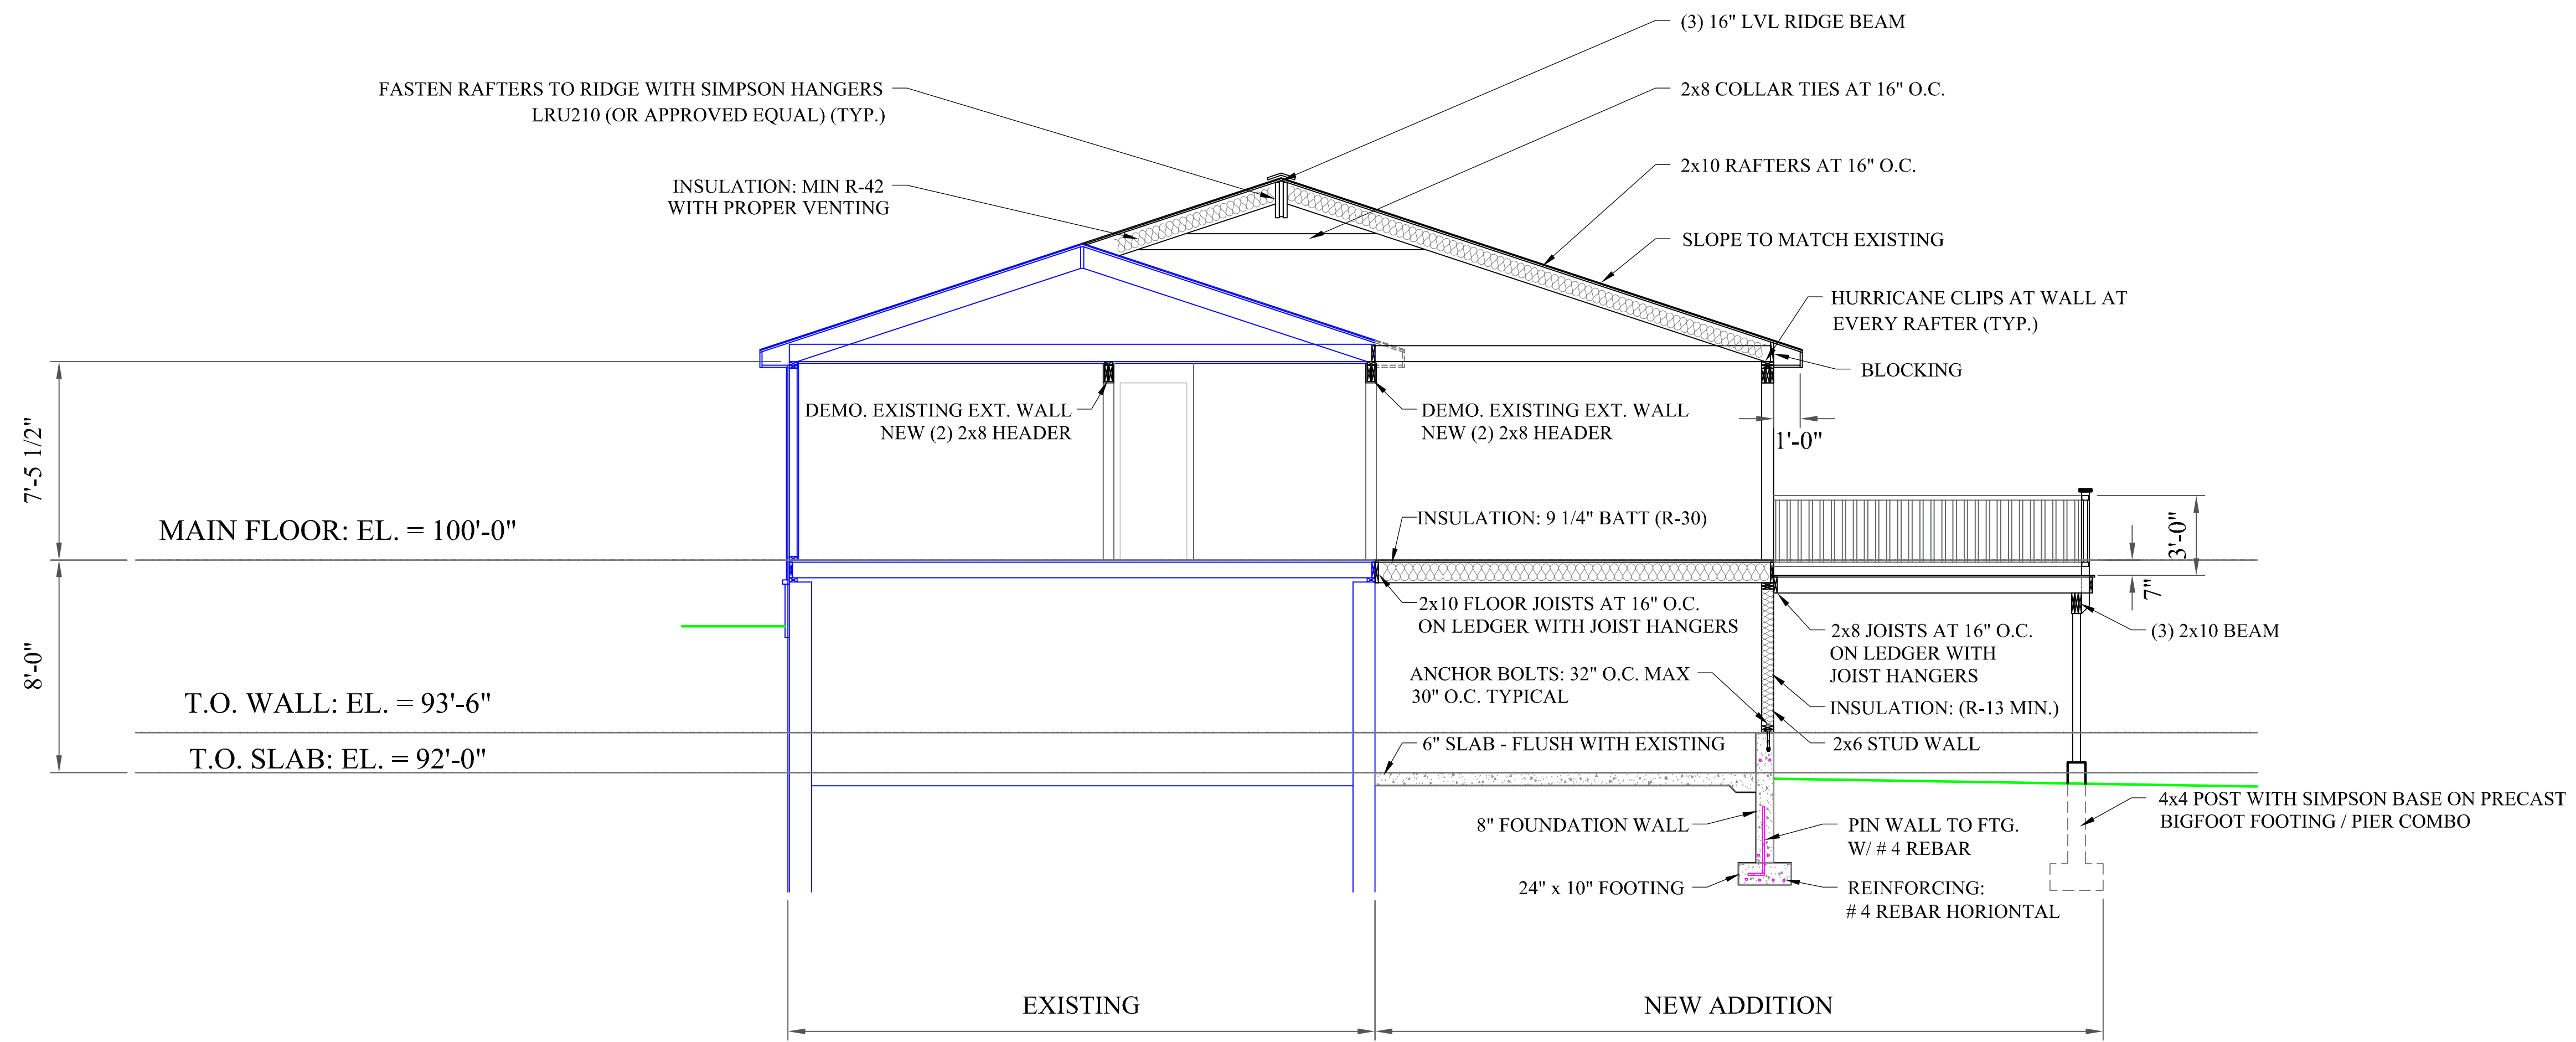 (3) 16" LVL RIDGE BEAM
FASTEN RAFTERS TO RIDGE WITH SIMPSON HANGERS
LRU210 (OR APPROVED EQUAL) (TYP.)
2x8 COLLAR TIES AT 16" O.C.
INSULATION: MIN R-42
WITH PROPER VENTING
2x10 RAFTERS AT 16" O.C.
SLOPE TO MATCH EXISTING
HURRICANE CLIPS AT WALL AT
EVERY RAFTER (TYP.)
BLOCKING
7'-5 1/2"
DEMO. EXISTING EXT. WALL
NEW (2) 2x8 HEADER
DEMO. EXISTING EXT. WALL
NEW (2) 2x8 HEADER
1'-0"
MAIN FLOOR: EL. = 100'-0"
INSULATION: 9 1/4" BATT (R-30)
3'-0"
7"
8'-0"
2x10 FLOOR JOISTS AT 16" O.C.
ON LEDGER WITH JOIST HANGERS
2x8 JOISTS AT 16" O.C.
ON LEDGER WITH
JOIST HANGERS
(3) 2x10 BEAM
ANCHOR BOLTS: 32" O.C. MAX
30" O.C. TYPICAL
INSULATION: (R-13 MIN.)
T.O. WALL: EL. = 93'-6"
6" SLAB - FLUSH WITH EXISTING
2x6 STUD WALL
T.O. SLAB: EL. = 92'-0"
4x4 POST WITH SIMPSON BASE ON PRECAST
BIGFOOT FOOTING / PIER COMBO
8" FOUNDATION WALL
PIN WALL TO FTG.
W/ # 4 REBAR
24" x 10" FOOTING
REINFORCING:
# 4 REBAR HORIONTAL
EXISTING
NEW ADDITION